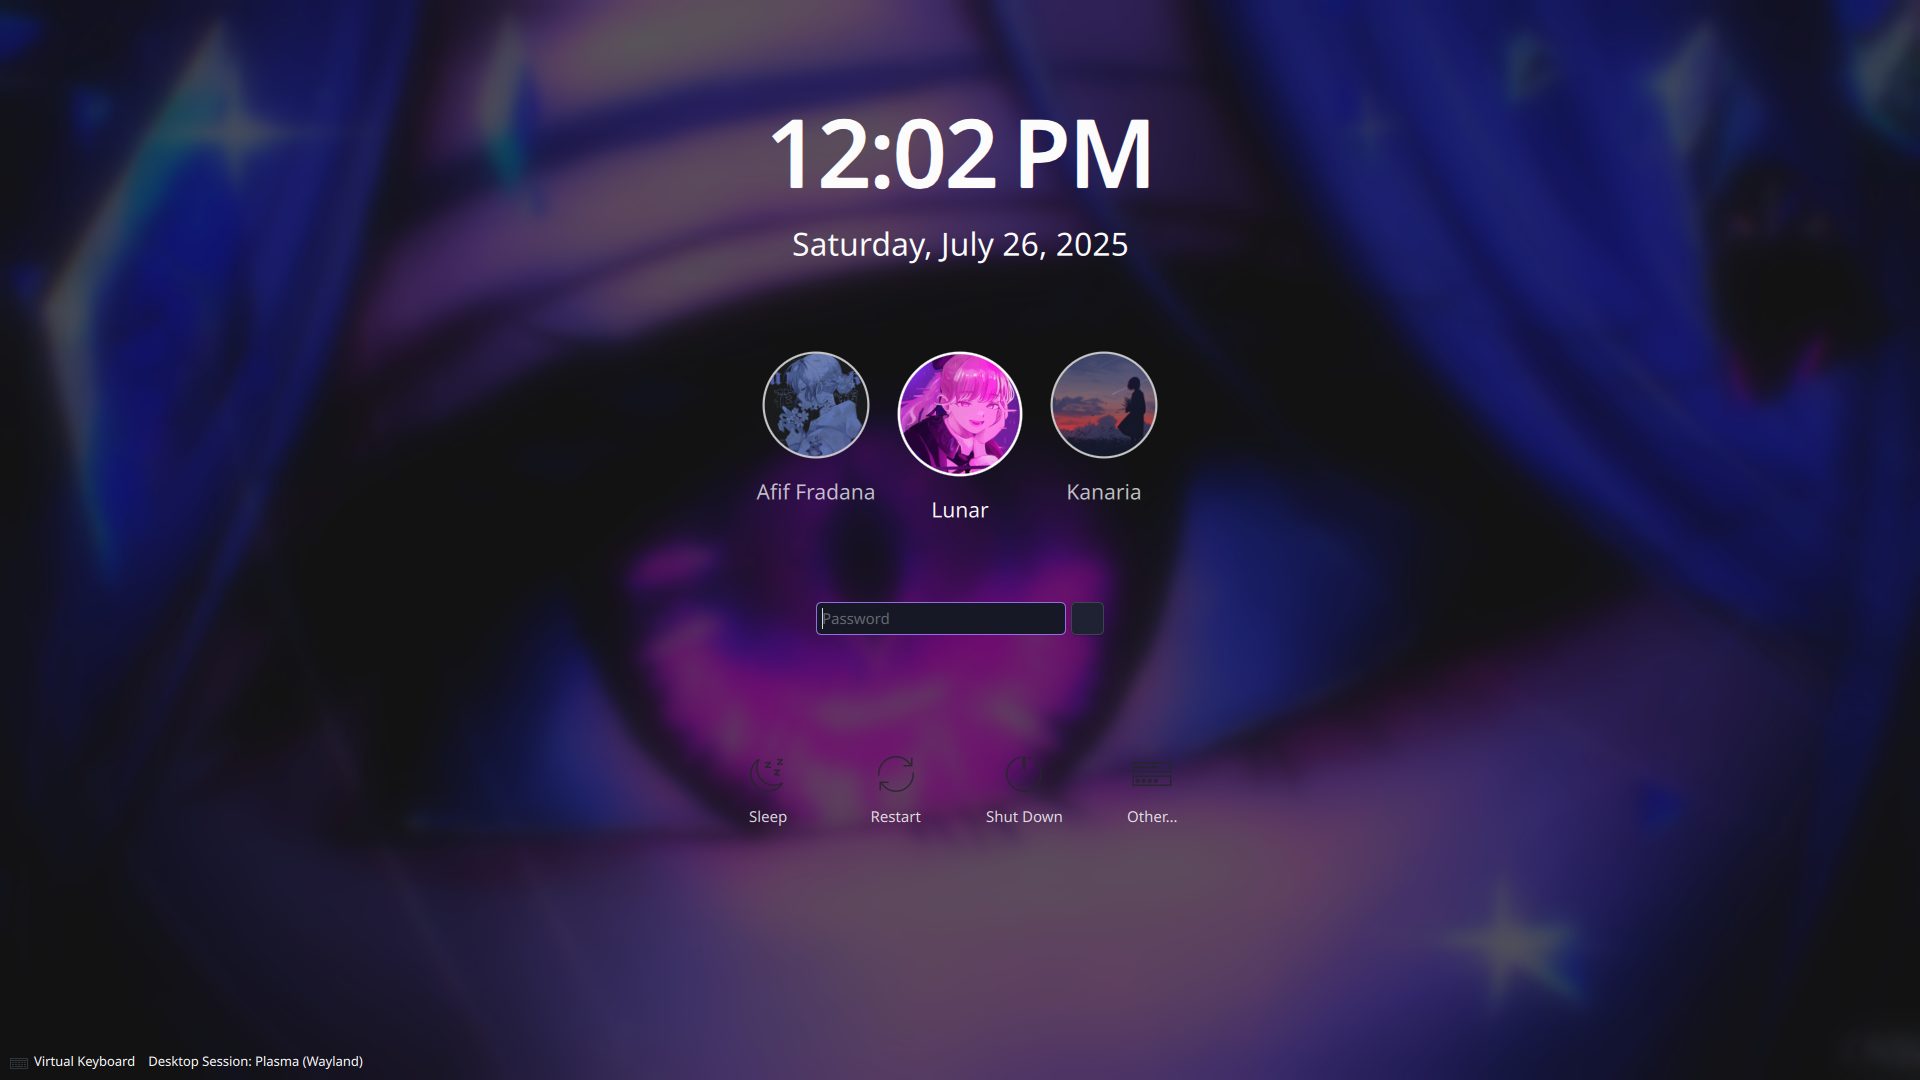 12:02 PM
Saturday, July 26, 2025
Afif Fradana
Lunar
Kanaria
Password
Sleep
Restart
Shut Down
Other...
Virtual Keyboard
Desktop Session: Plasma (Wayland)